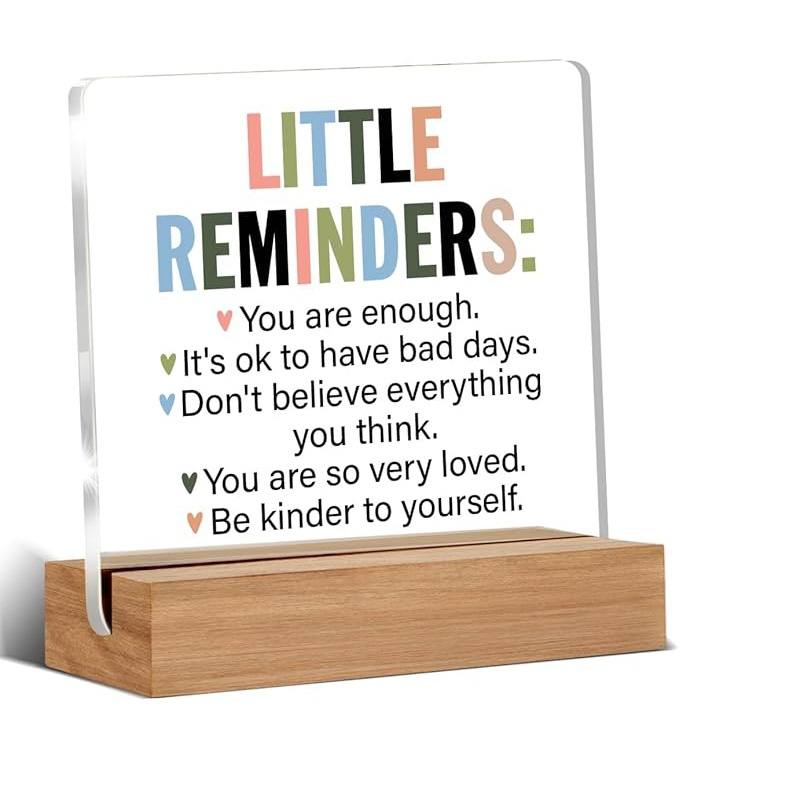 LITTLE
REMINDERS:
You are enough.
It's ok to have bad days.
Don't believe everything
you think.
You are so very loved.
Be kinder to yourself.